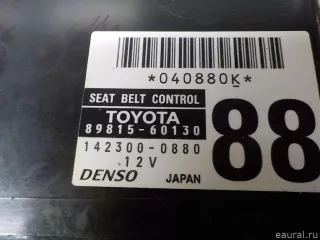 *040880K*
SEAT BELT CONTROL
TOYOTA
89815-60130
88
142300-0880
12V
DENSO JAPAN
eaural.ru